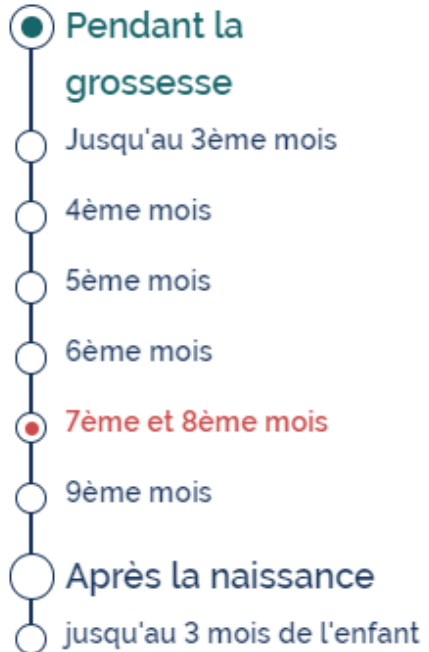 Pendant la
grossesse
Jusqu'au 3ème mois
4ème mois
5ème mois
6ème mois
7ème et 8ème mois
9ème mois
Après la naissance
jusqu'au 3 mois de l'enfant